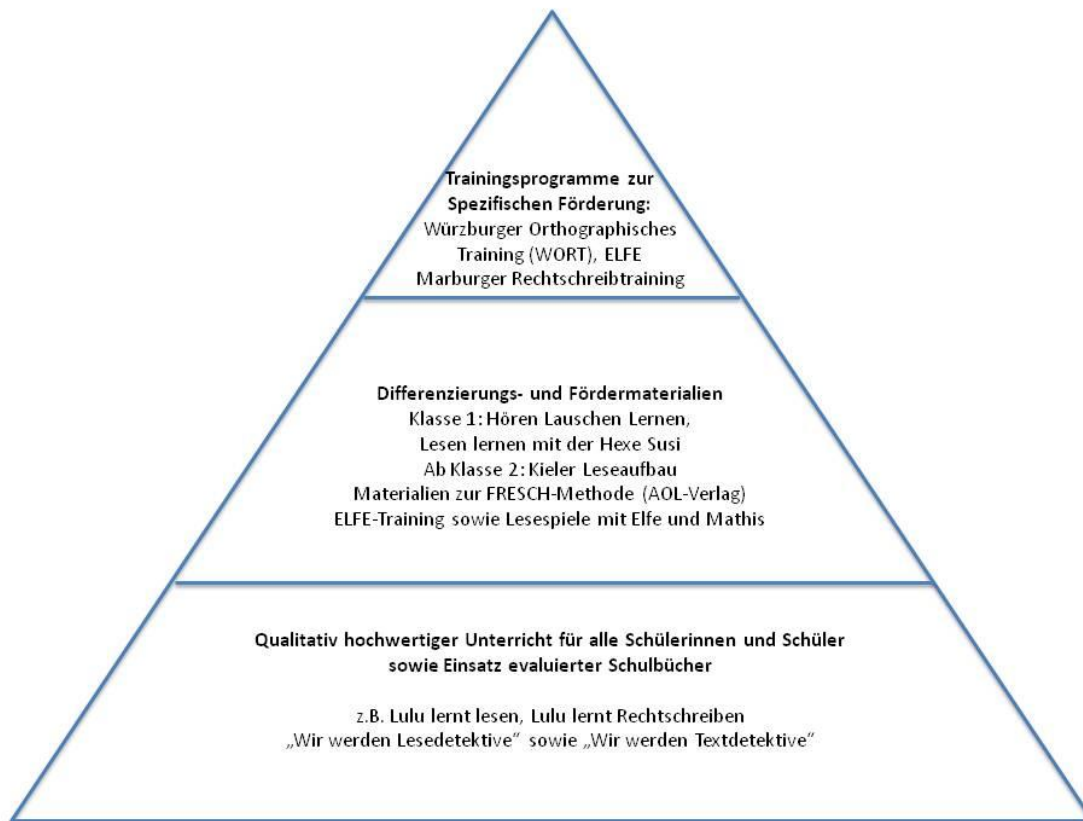 Trainingsprogramme zur
Spezifischen Förderung:
Würzburger Orthographisches
Training (WORT), ELFE
Marburger Rechtschreibtraining
Differenzierungs- und Fördermaterialien
Klasse 1: Hören Lauschen Lernen,
Lesen lernen mit der Hexe Susi
Ab Klasse 2: Kieler Leseaufbau
Materialien zur FRESCH-Methode (AOL-Verlag)
ELFE-Training sowie Lesespiele mit Elfe und Mathis
Qualitativ hochwertiger Unterricht für alle Schülerinnen und Schüler
sowie Einsatz evaluierter Schulbücher
z.B. Lulu lernt lesen, Lulu lernt Rechtschreiben
„Wir werden Lesedetektive“ sowie „Wir werden Textdetektive“